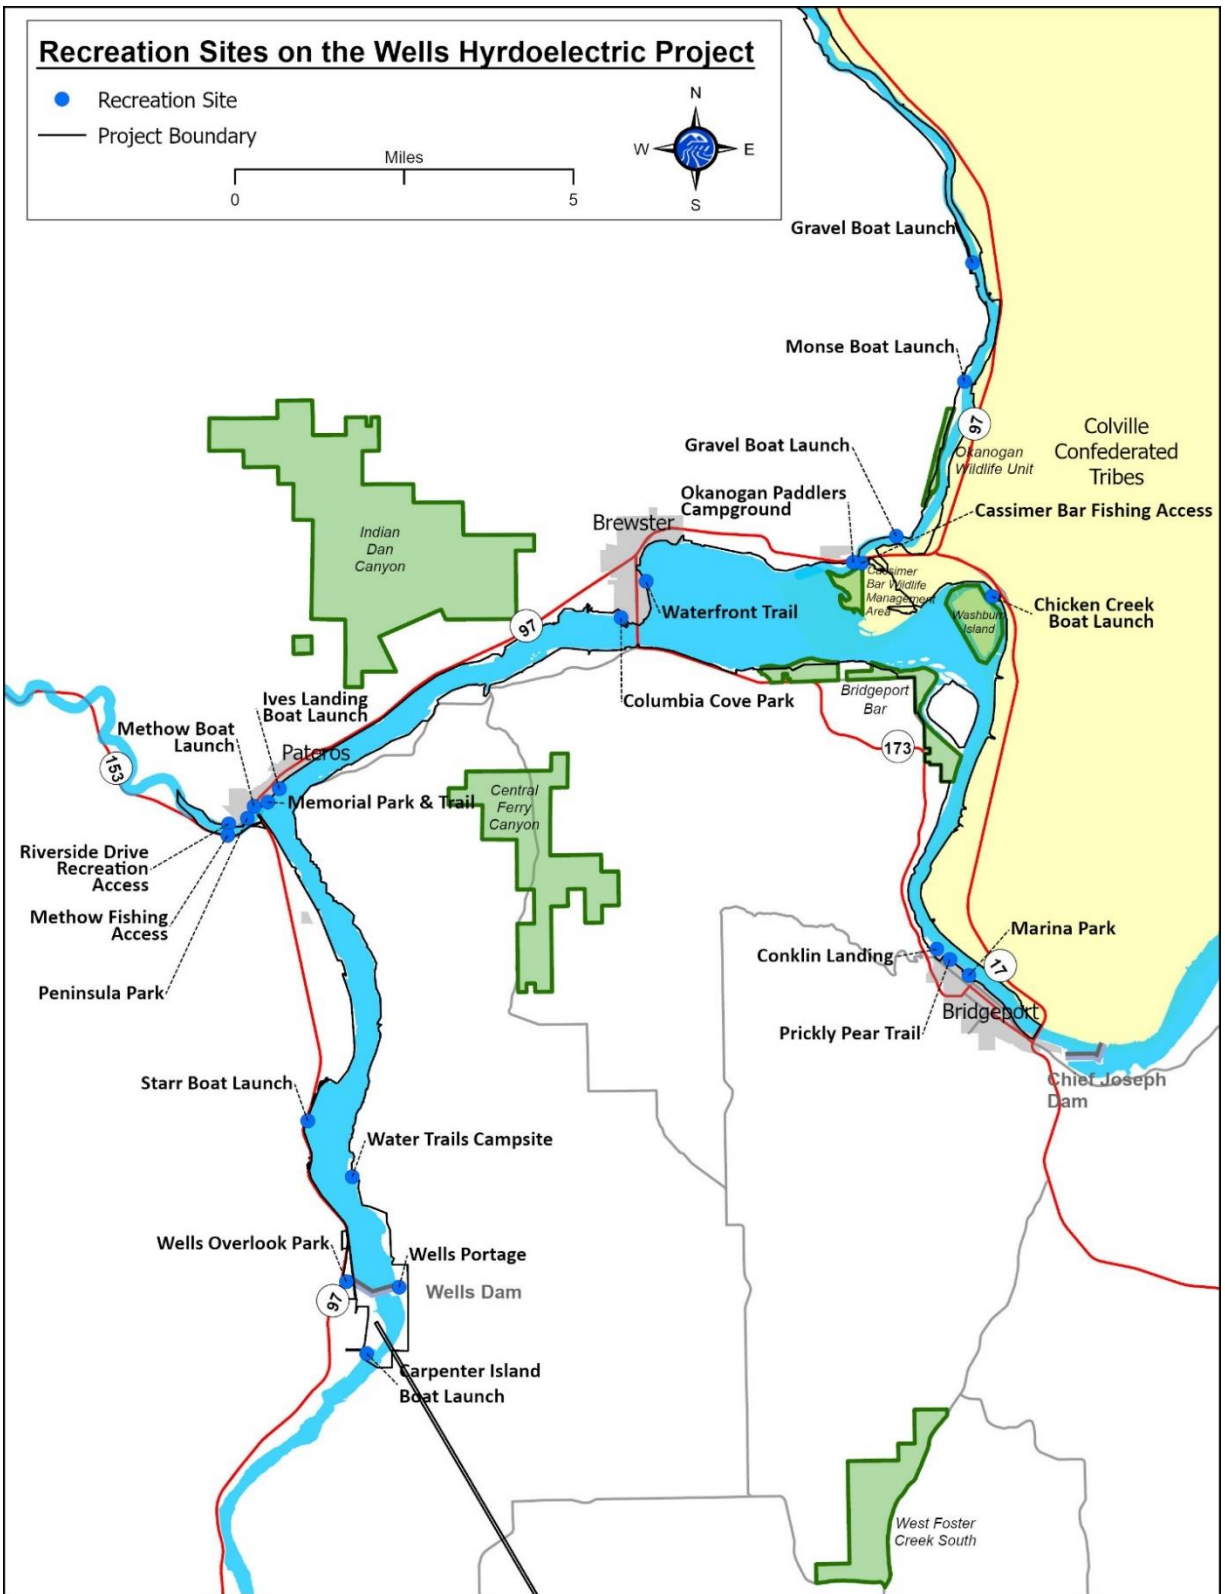 Recreation Sites on the Wells Hyrdoelectric Project
Recreation Site
Project Boundary
Miles
0
5
N
W
E
S
Gravel Boat Launch
Monse Boat Launch
97
Okanogan
Wildlife Unit
Colville
Confederated
Tribes
Gravel Boat Launch
Okanogan Paddlers
Campground
Cassimer Bar Fishing Access
Brewster
Indian
Dan
Canyon
Cassimer
Bar Wildlife
Management
Area
Washburn
Island
Chicken Creek
Boat Launch
Waterfront Trail
97
Columbia Cove Park
Bridgeport
Bar
173
Ives Landing
Boat Launch
Methow Boat
Launch
Pateros
153
Memorial Park & Trail
Central
Ferry
Canyon
Riverside Drive
Recreation
Access
Methow Fishing
Access
Peninsula Park
Marina Park
Conklin Landing
17
Bridgeport
Prickly Pear Trail
Chief Joseph
Dam
Starr Boat Launch
Water Trails Campsite
Wells Overlook Park
Wells Portage
97
Wells Dam
Carpenter Island
Boat Launch
West Foster
Creek South